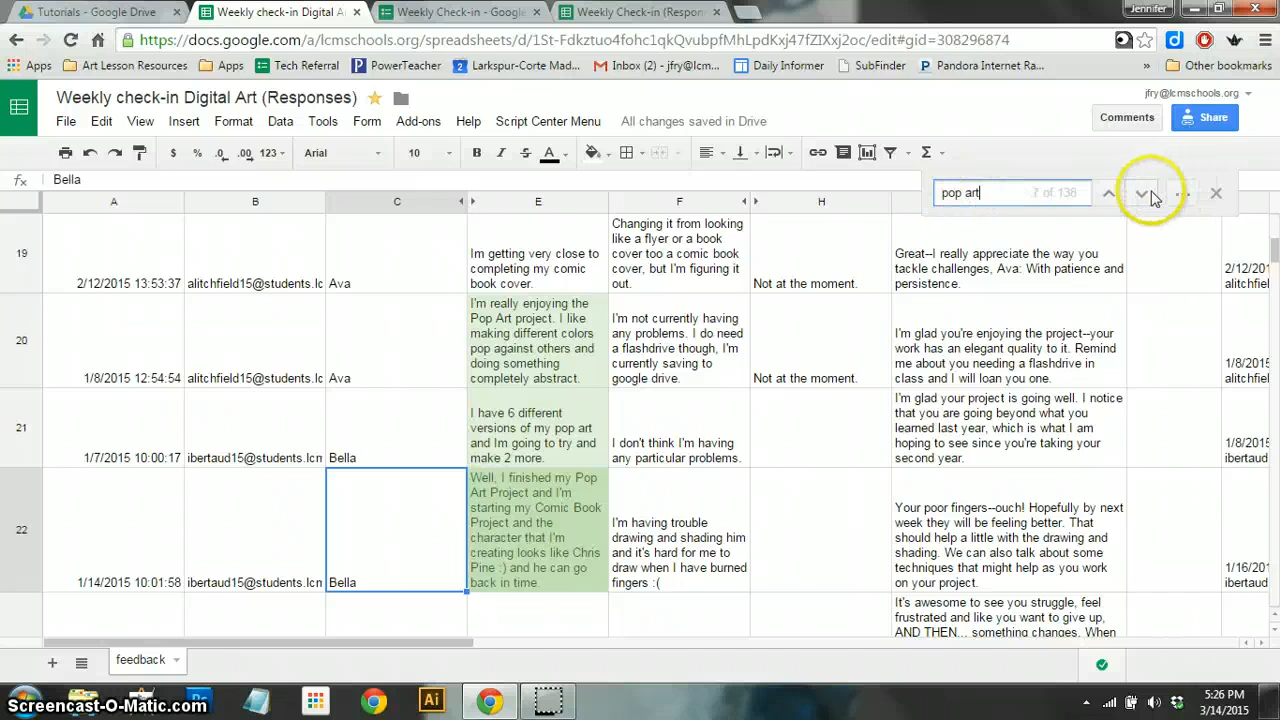 Jennifer
Tutorials - Google Drive
Weekly check-in Digital A
Weekly Check-in - Google
Weekly Check-in (Respon
https://docs.google.com/a/lcmschools.org/spreadsheets/d/1St-Fdkztuo4fohc1qkQvubpfMhLpdKxj47fZIXxj2oc/edit#gid=308296874
Apps
Art Lesson Resources
Apps
Tech Referral
PowerTeacher
Larkspur-Corte Mad...
Inbox (2) - jfry@lcm...
Daily Informer
SubFinder
Pandora Internet Ra...
»
Other bookmarks
Weekly check-in Digital Art (Responses)
jfry@lcmschools.org
File Edit View Insert Format Data Tools Form Add-ons Help Script Center Menu All changes saved in Drive
Comments
Share
$ % .0 .00 123 Arial 10 B I S A Σ
fx Bella
pop art
7 of 138
A B C E F H
19
2/12/2015 13:53:37
alitchfield15@students.lc
Ava
Im getting very close to
completing my comic
book cover.
Changing it from looking
like a flyer or a book
cover too a comic book
cover, but I'm figuring it
out.
Not at the moment.
Great--I really appreciate the way you
tackle challenges, Ava: With patience and
persistence.
2/12/201
alitchfiel
20
1/8/2015 12:54:54
alitchfield15@students.lc
Ava
I'm really enjoying the
Pop Art project. I like
making different colors
pop against others and
doing something
completely abstract.
I'm not currently having
any problems. I do need
a flashdrive though, I'm
currently saving to
google drive.
Not at the moment.
I'm glad you're enjoying the project--your
work has an elegant quality to it. Remind
me about you needing a flashdrive in
class and I will loan you one.
1/8/2015
alitchfiel
21
1/7/2015 10:00:17
ibertaud15@students.lcm
Bella
I have 6 different
versions of my pop art
and Im going to try and
make 2 more.
I don't think I'm having
any particular problems.
I'm glad your project is going well. I notice
that you are going beyond what you
learned last year, which is what I am
hoping to see since you're taking your
second year.
1/8/2015
ibertaud
22
1/14/2015 10:01:58
ibertaud15@students.lcm
Bella
Well, I finished my Pop
Art Project and I'm
starting my Comic Book
Project and the
character that I'm
creating looks like Chris
Pine :) and he can go
back in time.
I'm having trouble
drawing and shading him
and it's hard for me to
draw when I have burned
fingers :(
Your poor fingers--ouch! Hopefully by next
week they will be feeling better. That
should help a little with the drawing and
shading. We can also talk about some
techniques that might help as you work
on your project.
1/16/201
ibertaud
It's awesome to see you struggle, feel
frustrated and like you want to give up,
AND THEN... something changes. When
feedback
Ps
Ai
Screencast-O-Matic.com
5:26 PM
3/14/2015